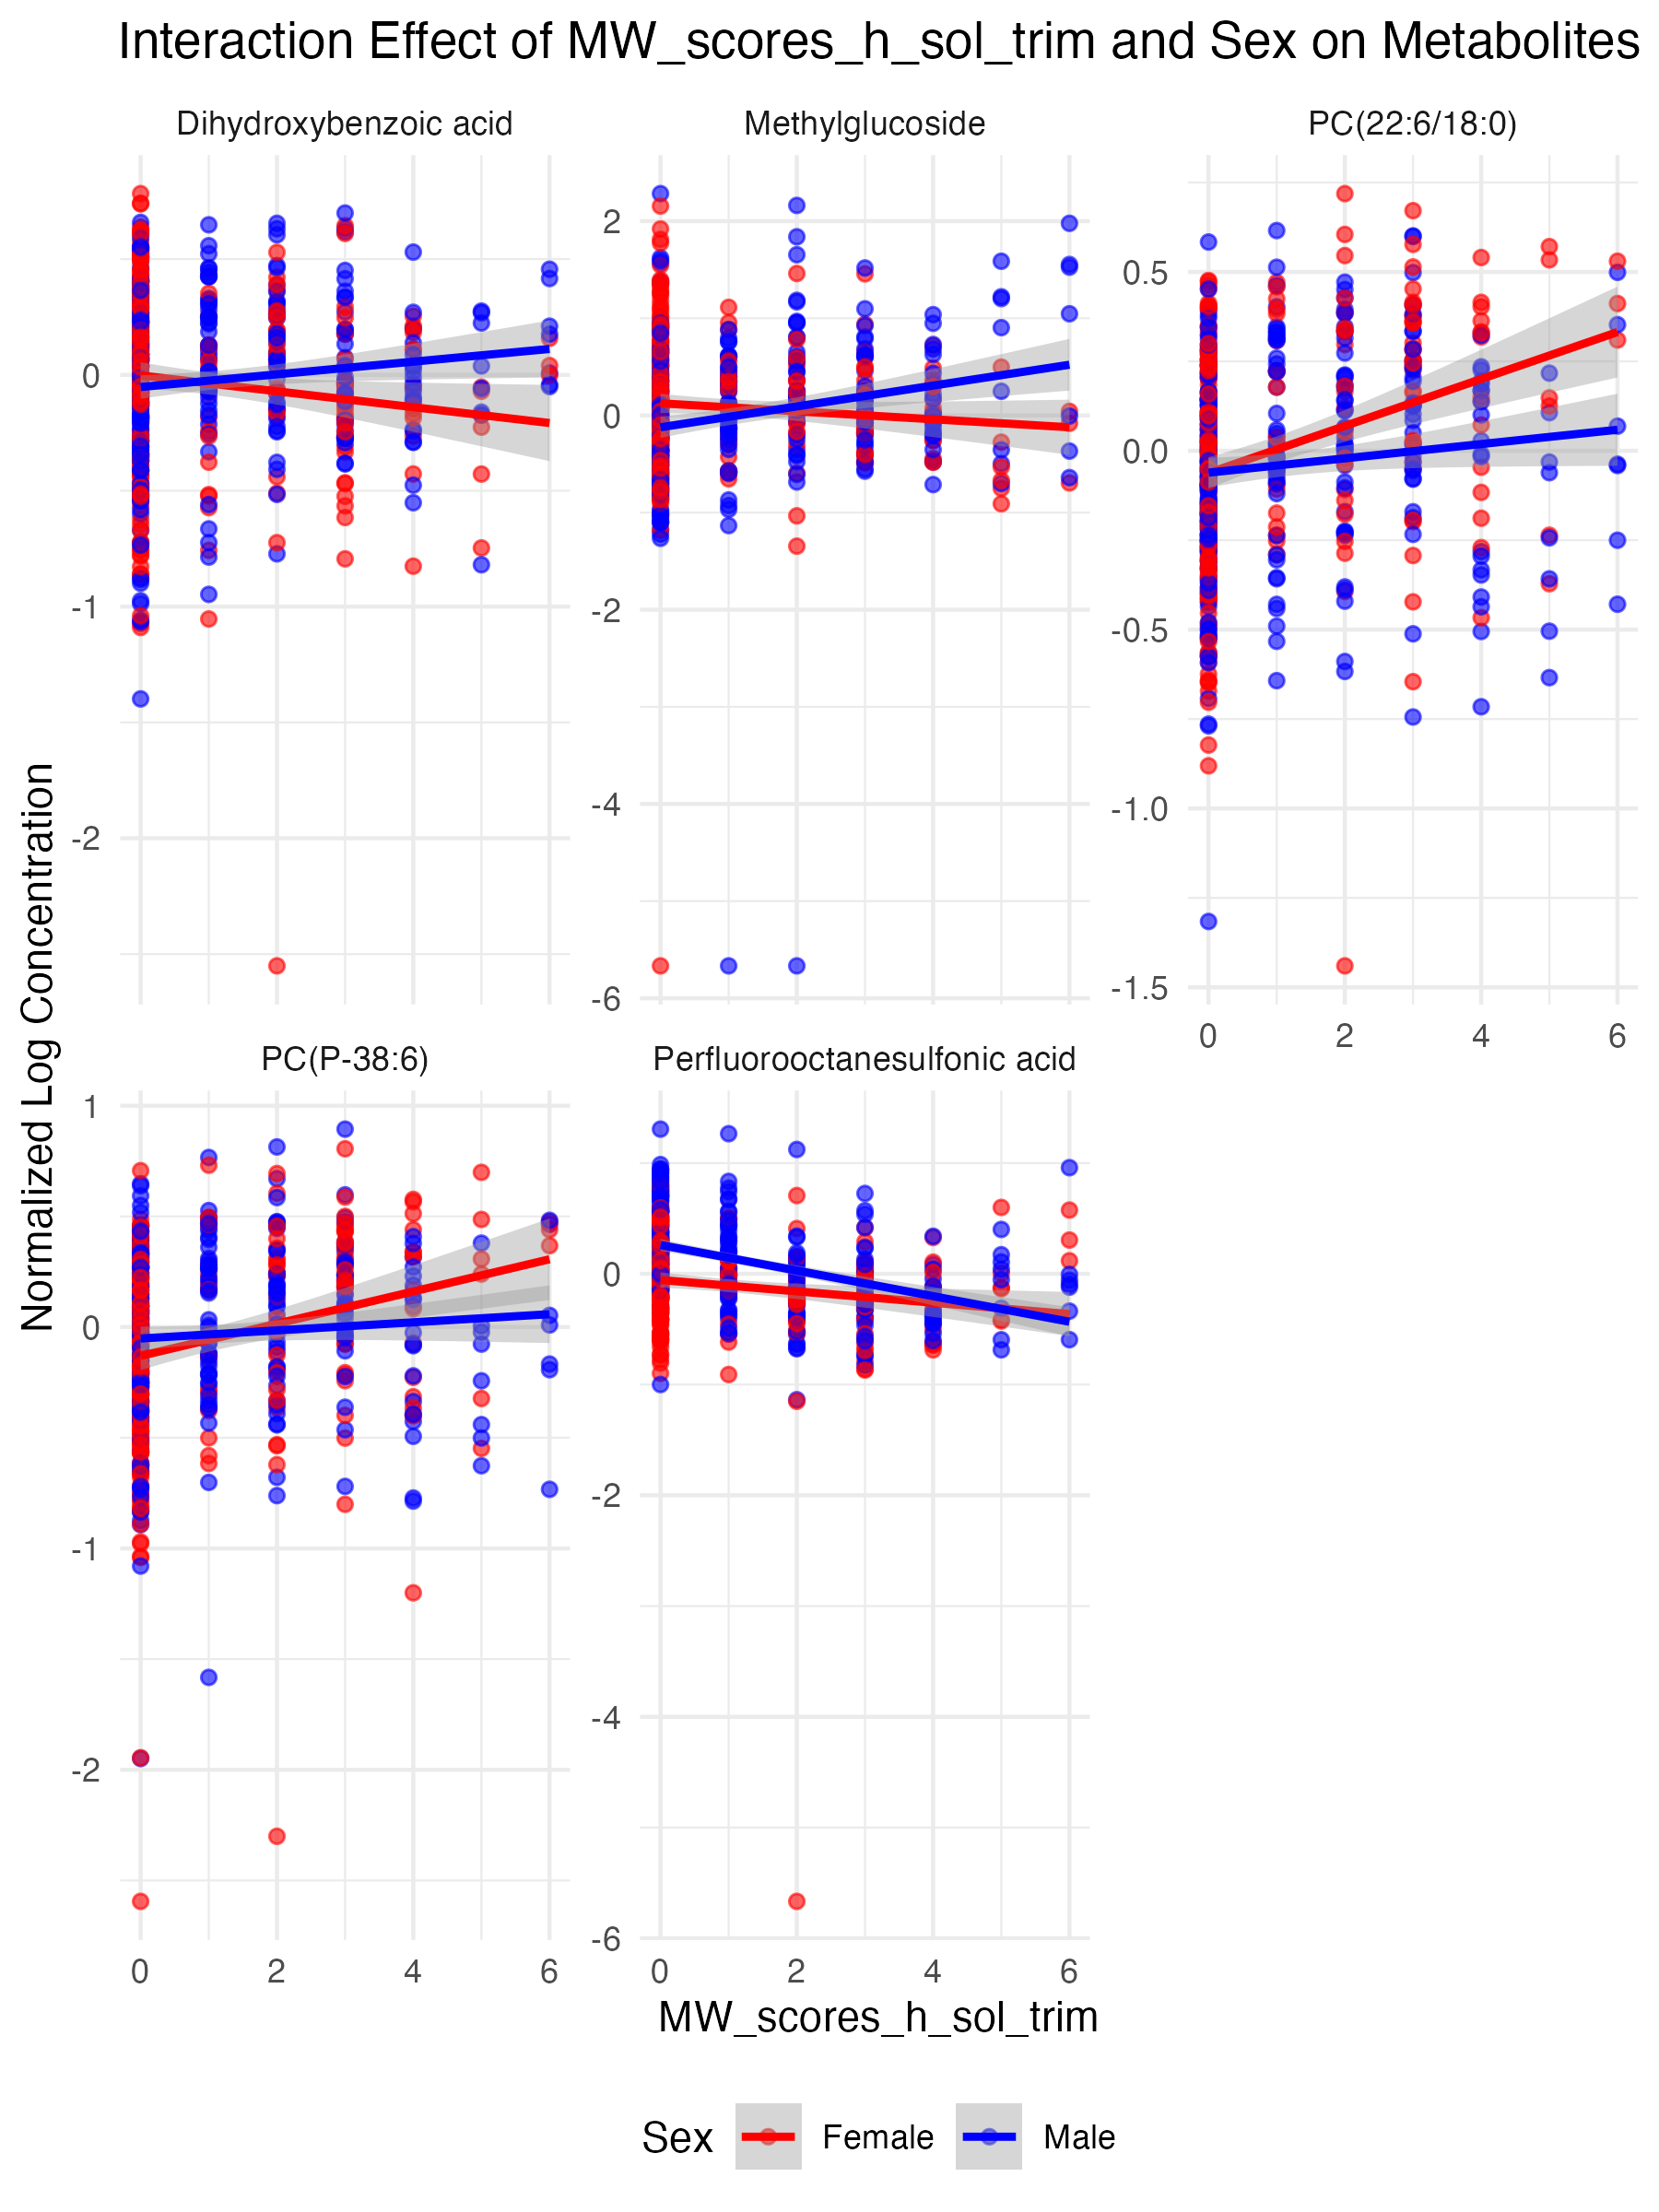 Interaction Effect of MW_scores_h_sol_trim and Sex on Metabolites
Dihydroxybenzoic acid
0
-1
-2
Methylglucoside
2
0
-2
-4
-6
PC(22:6/18:0)
0.5
0.0
-0.5
-1.0
-1.5
0 2 4 6
Normalized Log Concentration
PC(P-38:6)
1
0
-1
-2
0 2 4 6
Perfluorooctanesulfonic acid
0
-2
-4
-6
0 2 4 6
MW_scores_h_sol_trim
Sex Female Male